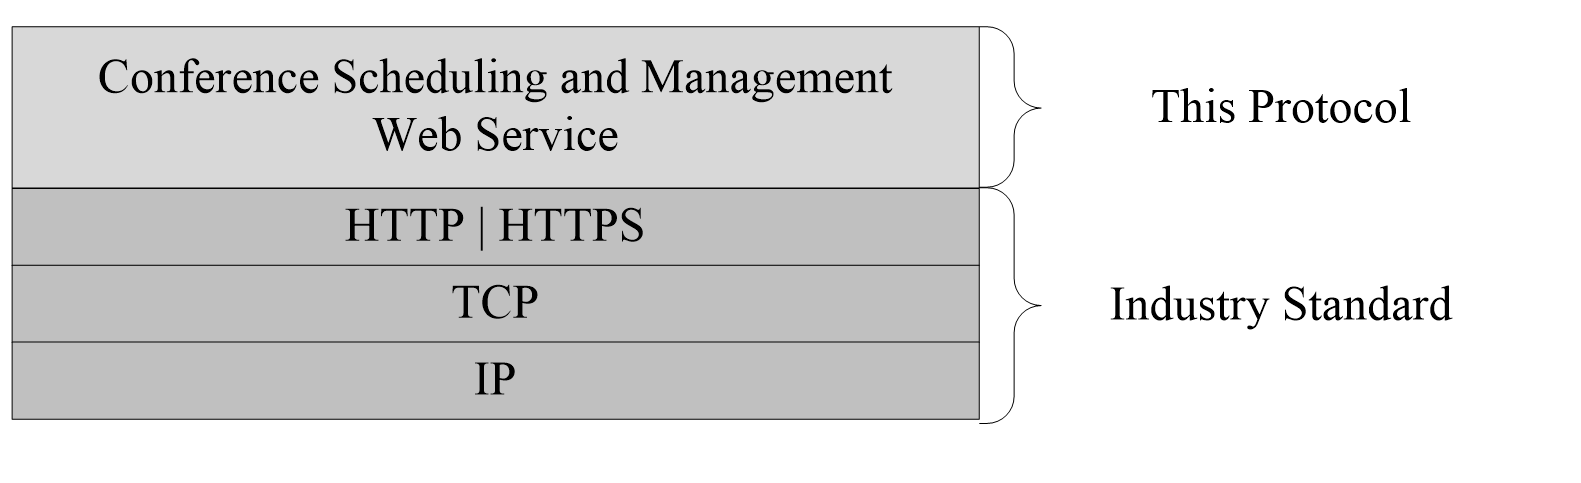 Conference Scheduling and Management
Web Service
This Protocol
HTTP | HTTPS
TCP
IP
Industry Standard